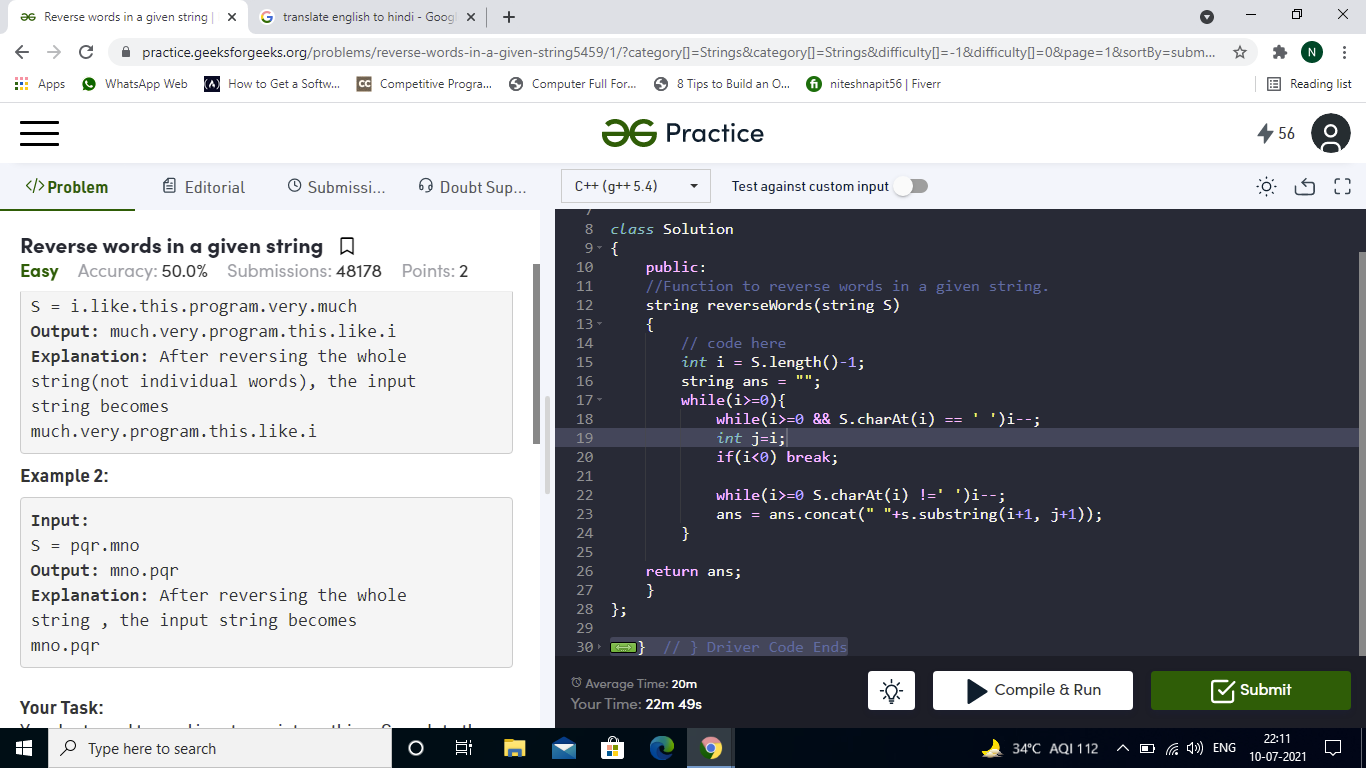 Reverse words in a given string |
translate english to hindi - Goog
practice.geeksforgeeks.org/problems/reverse-words-in-a-given-string5459/1/?category[]=Strings&category[]=Strings&difficulty[]=-1&difficulty[]=0&page=1&sortBy=subm...
N
Apps
WhatsApp Web
How to Get a Softw...
CC
Competitive Progra...
Computer Full For...
8 Tips to Build an O...
fi
niteshnapit56 | Fiverr
Reading list
Practice
56
</>Problem
Editorial
Submissi...
Doubt Sup...
C++ (g++ 5.4)
Test against custom input
Reverse words in a given string
Easy Accuracy: 50.0% Submissions: 48178 Points: 2
S = i.like.this.program.very.much
Output: much.very.program.this.like.i
Explanation: After reversing the whole
string(not individual words), the input
string becomes
much.very.program.this.like.i
Example 2:
Input:
S = pqr.mno
Output: mno.pqr
Explanation: After reversing the whole
string , the input string becomes
mno.pqr
Your Task:
7
8 class Solution
9 {
10 public:
11 //Function to reverse words in a given string.
12 string reverseWords(string S)
13 {
14 // code here
15 int i = S.length()-1;
16 string ans = "";
17 while(i>=0){
18 while(i>=0 && S.charAt(i) == ' ')i--;
19 int j=i;
20 if(i<0) break;
21
22 while(i>=0 S.charAt(i) !=' ')i--;
23 ans = ans.concat(" "+s.substring(i+1, j+1));
24 }
25
26 return ans;
27 }
28 };
29
30 } // } Driver Code Ends
Average Time: 20m
Your Time: 22m 49s
Compile & Run
Submit
Type here to search
34°C AQI 112
ENG
22:11
10-07-2021